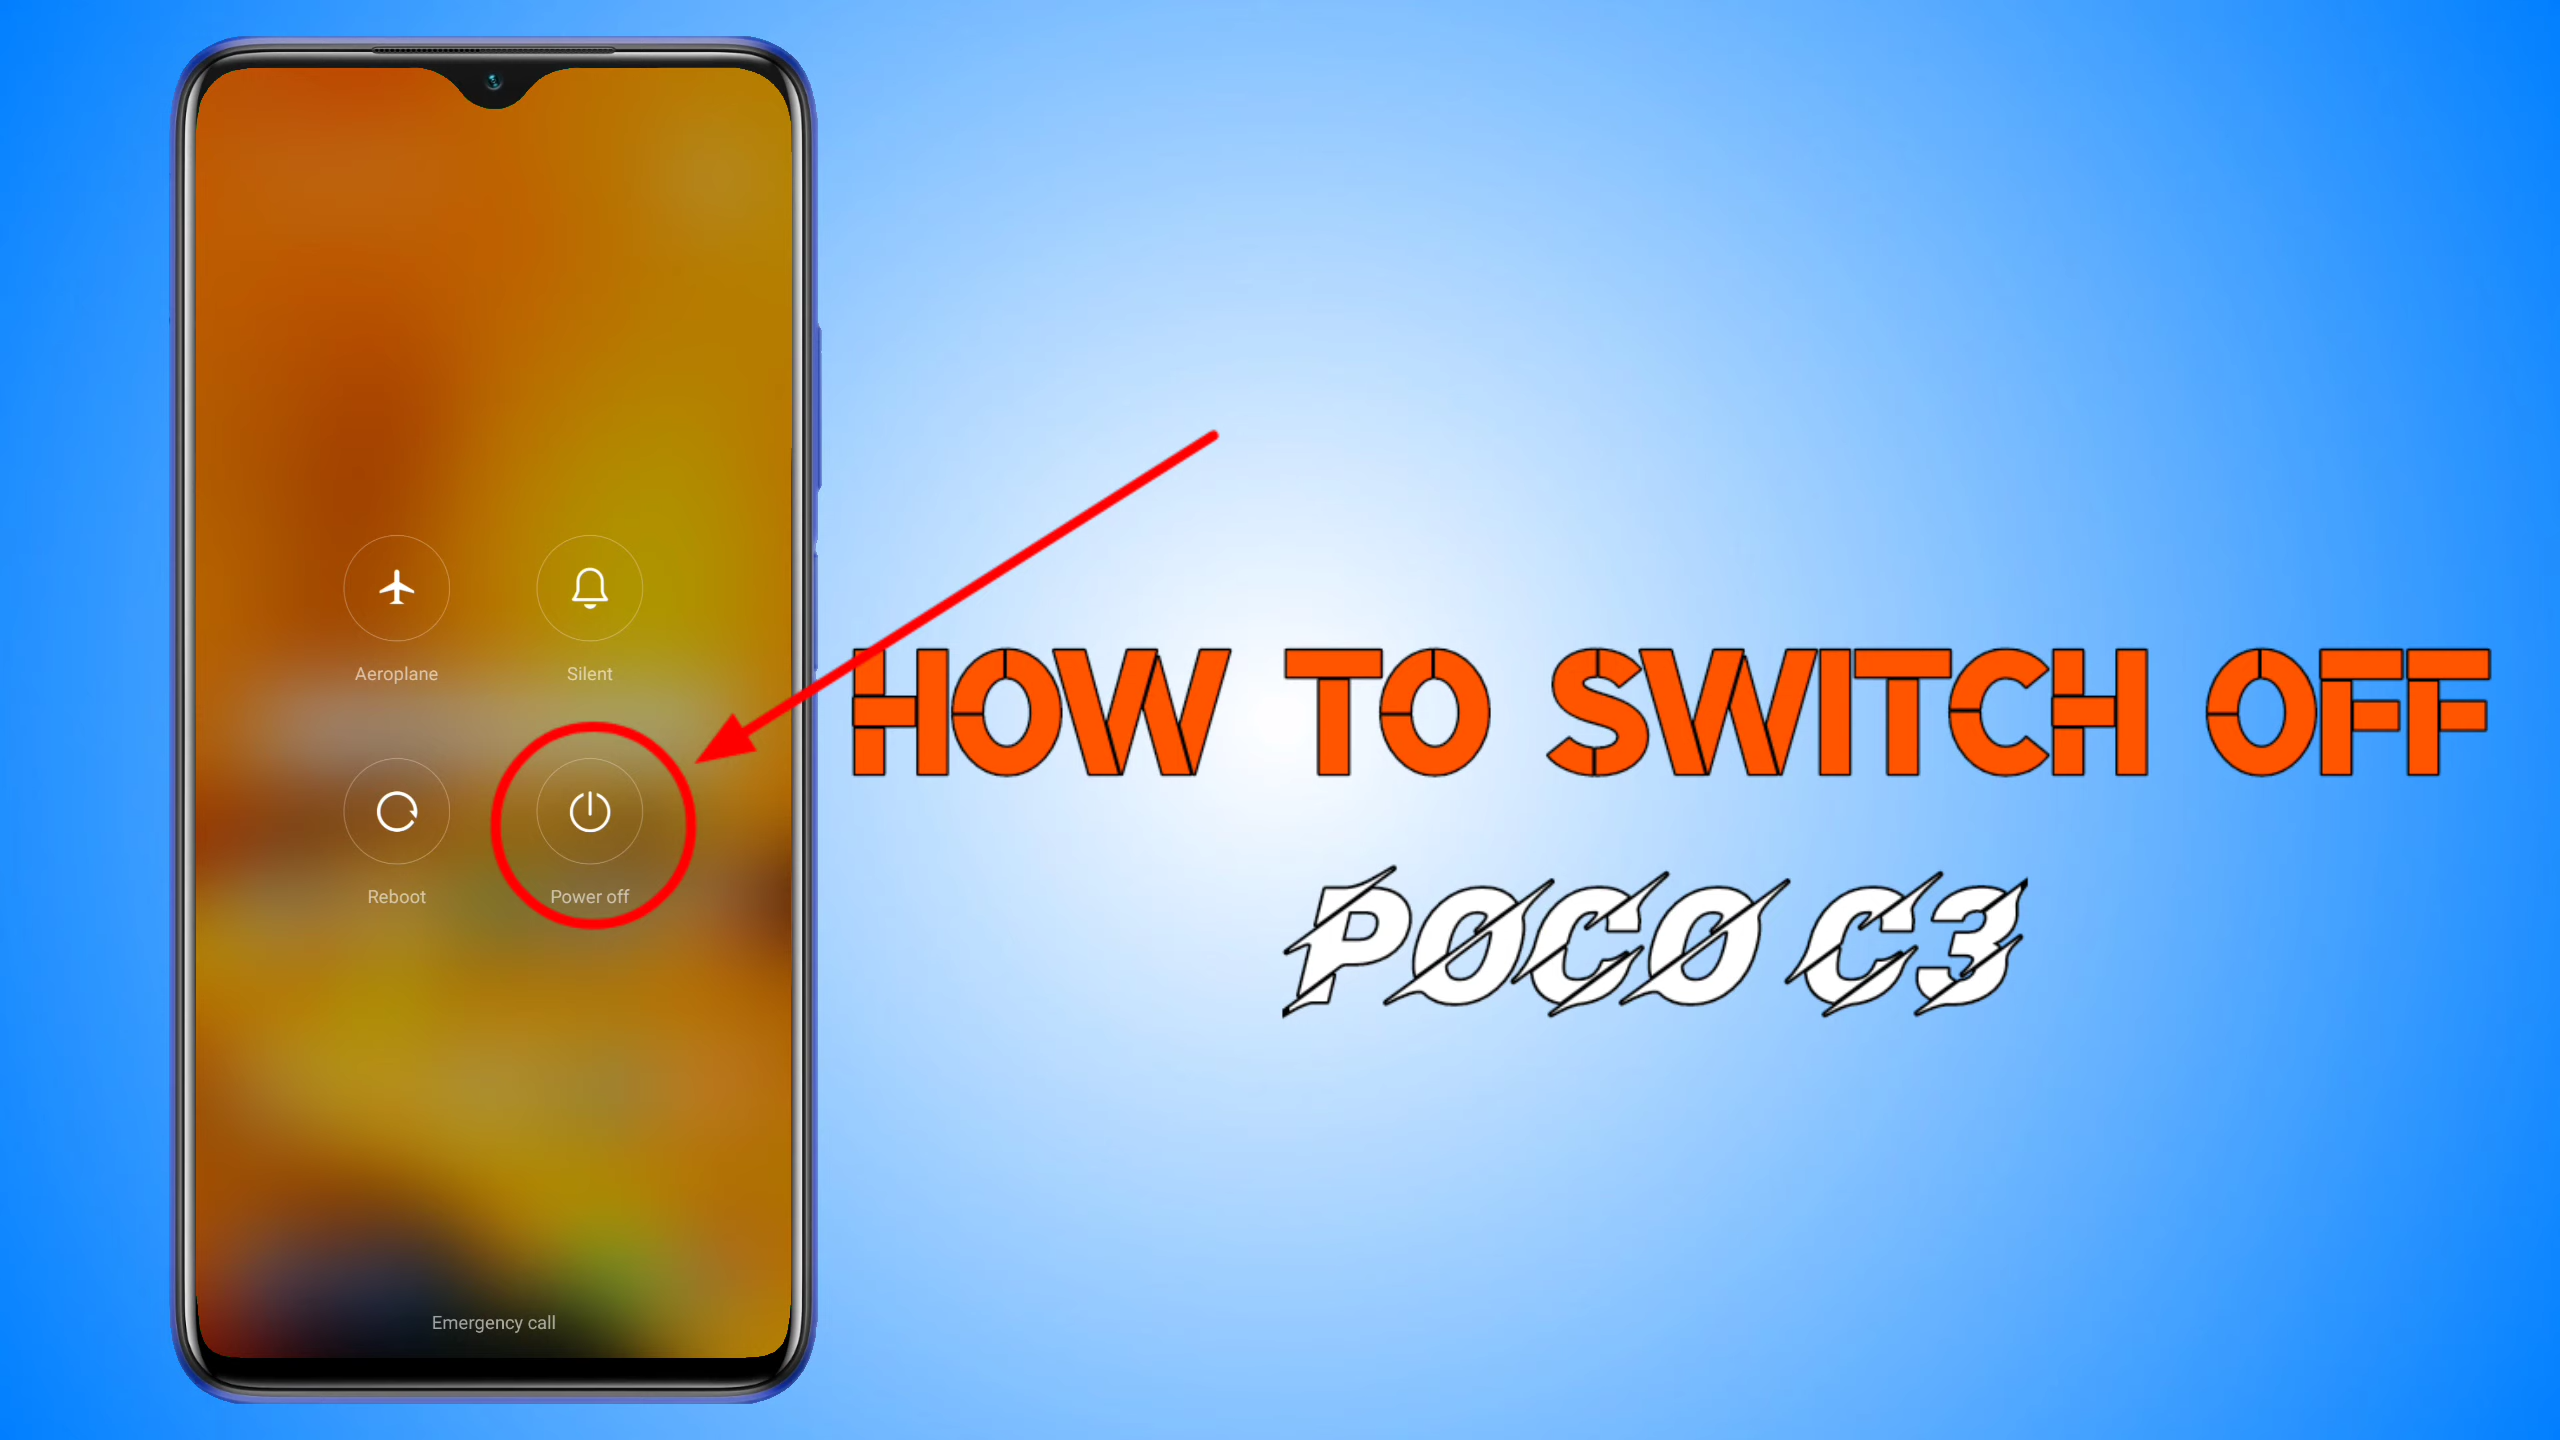 Aeroplane
Silent
Reboot
Power off
Emergency call
HOW TO SWITCH OFF
POCO C3